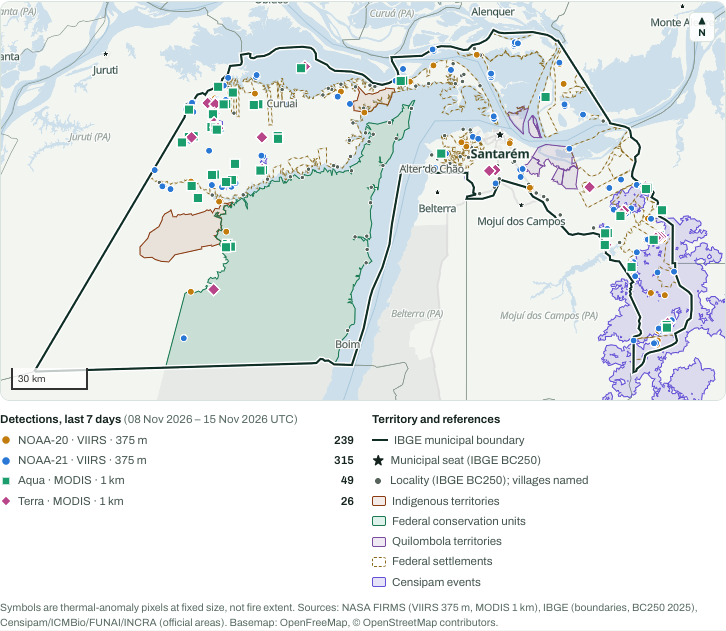 Alenquer
Curuá (PA)
Monte A
N
Juruti
Curuai
Juruti (PA)
Santarém
Alter do Chão
Belterra
Mojuí dos Campos
Belterra (PA)
Mojuí dos Campos (PA)
Boim
30 km
Detections, last 7 days (08 Nov 2026 – 15 Nov 2026 UTC)
NOAA-20 · VIIRS · 375 m 239
NOAA-21 · VIIRS · 375 m 315
Aqua · MODIS · 1 km 49
Terra · MODIS · 1 km 26
Territory and references
IBGE municipal boundary
Municipal seat (IBGE BC250)
Locality (IBGE BC250); villages named
Indigenous territories
Federal conservation units
Quilombola territories
Federal settlements
Censipam events
Symbols are thermal-anomaly pixels at fixed size, not fire extent. Sources: NASA FIRMS (VIIRS 375 m, MODIS 1 km), IBGE (boundaries, BC250 2025),
Censipam/ICMBio/FUNAI/INCRA (official areas). Basemap: OpenFreeMap, © OpenStreetMap contributors.